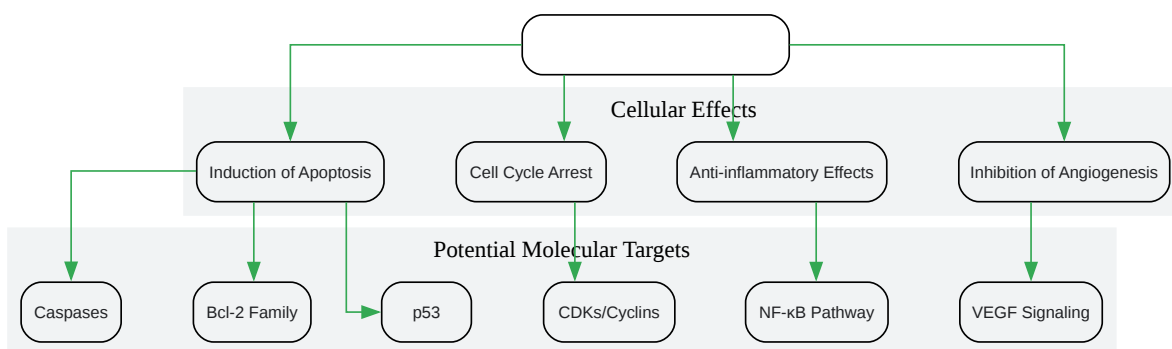 Cellular Effects
Induction of Apoptosis
Cell Cycle Arrest
Anti-inflammatory Effects
Inhibition of Angiogenesis
Potential Molecular Targets
Caspases
Bcl-2 Family
p53
CDKs/Cyclins
NF-κB Pathway
VEGF Signaling